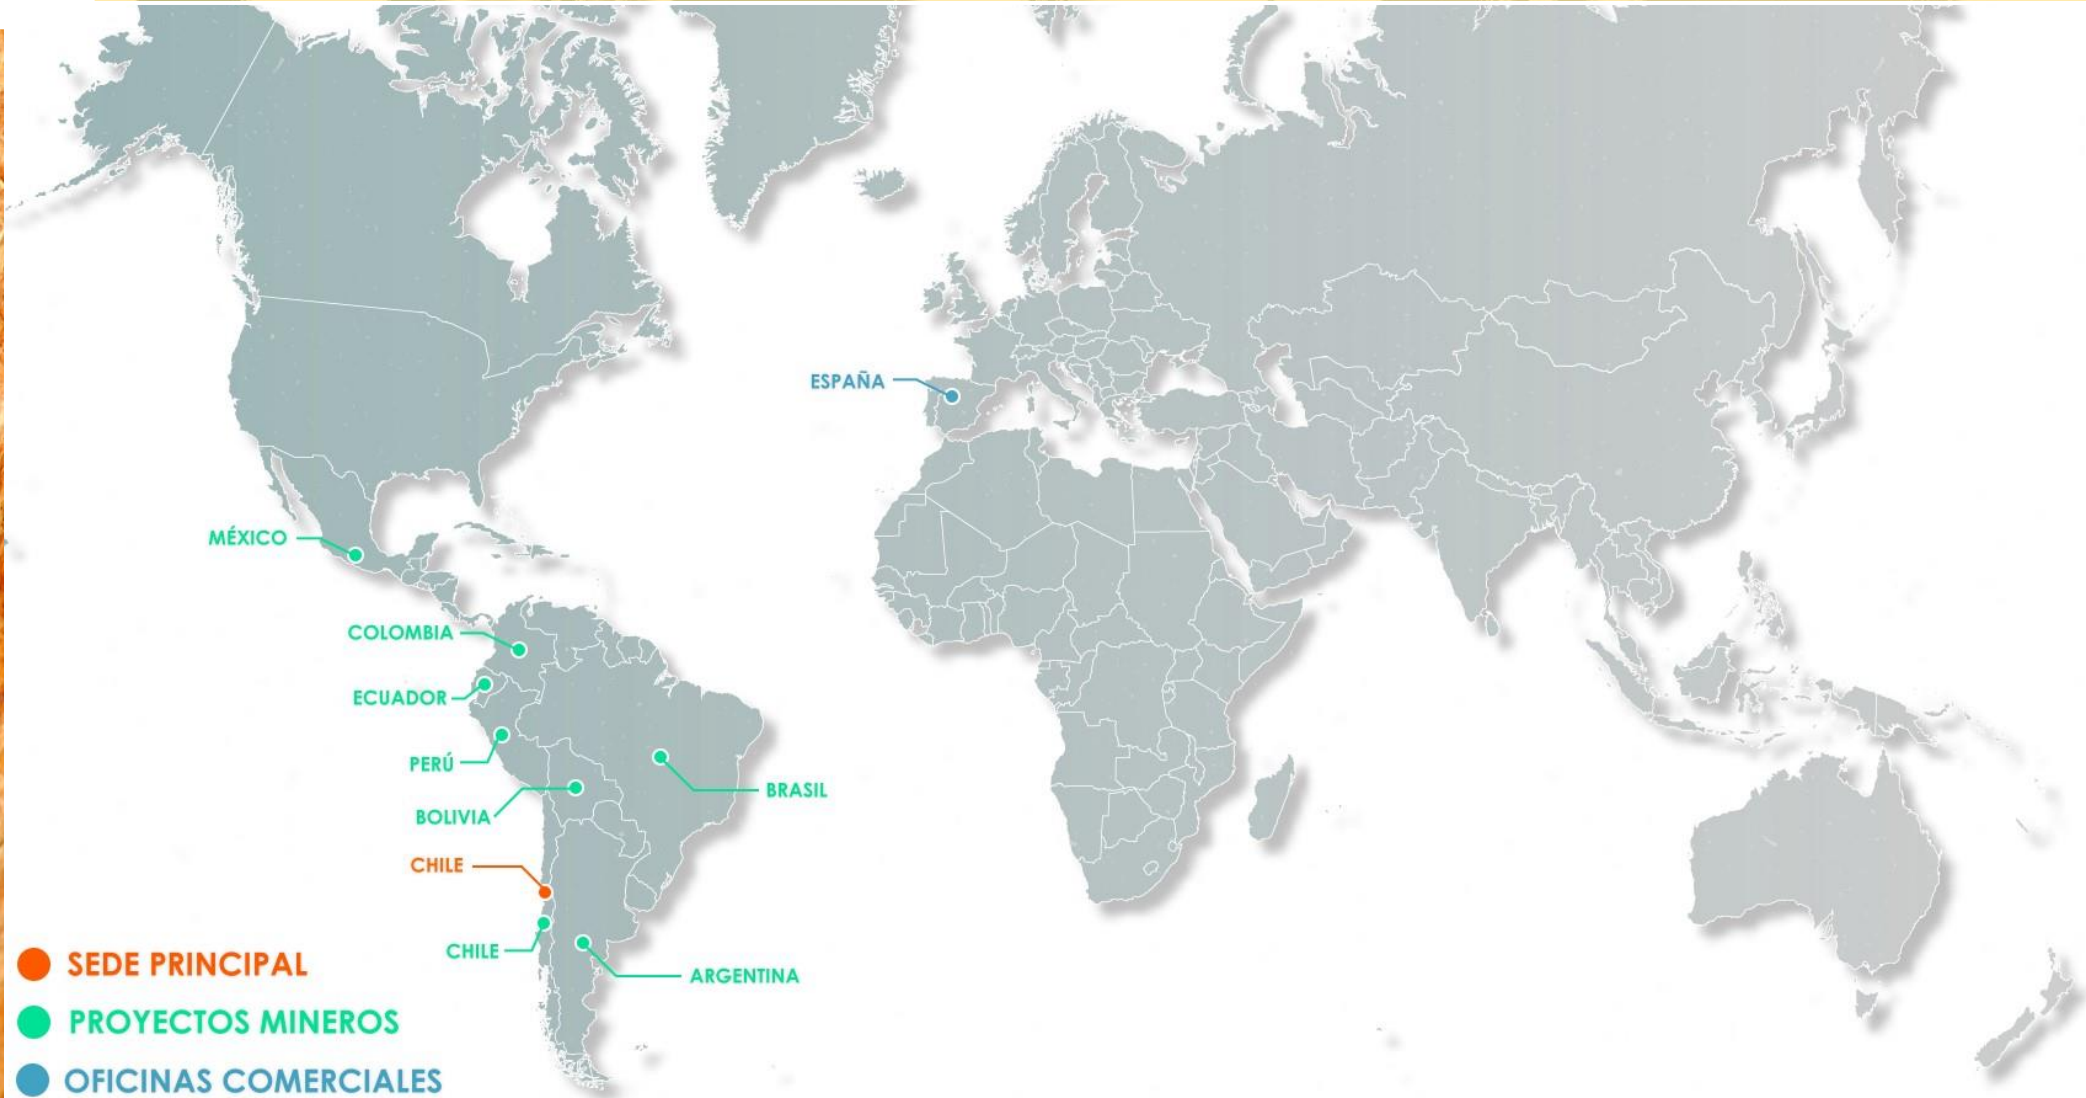 ESPAÑA
MÉXICO
COLOMBIA
ECUADOR
PERÚ
BRASIL
BOLIVIA
CHILE
CHILE
ARGENTINA
SEDE PRINCIPAL
PROYECTOS MINEROS
OFICINAS COMERCIALES